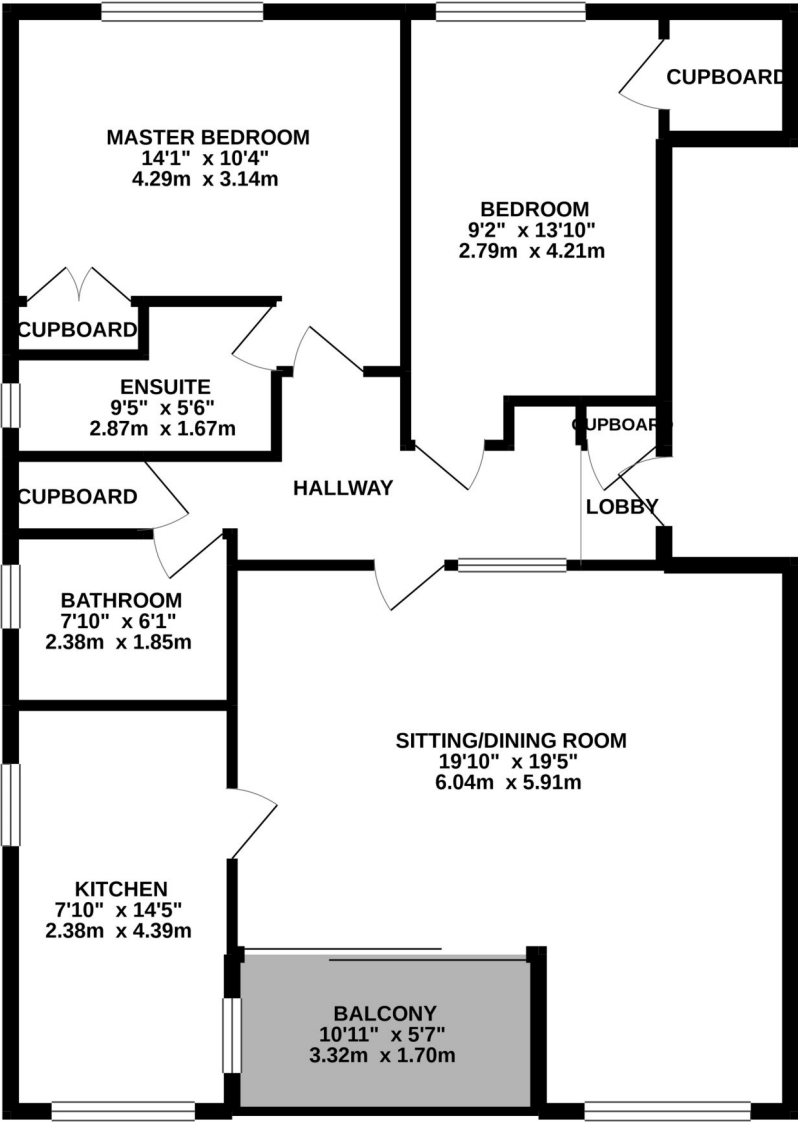 CUPBOARD
MASTER BEDROOM
14'1" x 10'4"
4.29m x 3.14m
BEDROOM
9'2" x 13'10"
2.79m x 4.21m
CUPBOARD
ENSUITE
9'5" x 5'6"
2.87m x 1.67m
CUPBOARD
CUPBOARD
HALLWAY
LOBBY
BATHROOM
7'10" x 6'1"
2.38m x 1.85m
SITTING/DINING ROOM
19'10" x 19'5"
6.04m x 5.91m
KITCHEN
7'10" x 14'5"
2.38m x 4.39m
BALCONY
10'11" x 5'7"
3.32m x 1.70m